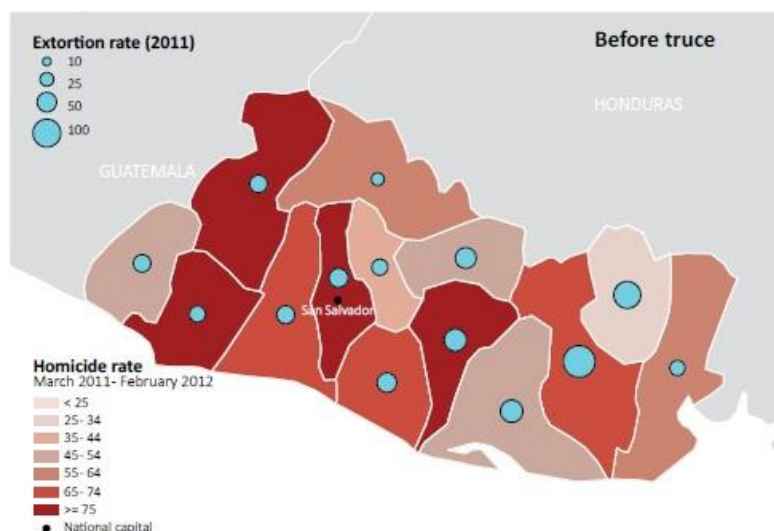 Extortion rate (2011)
10
25
50
100
Before truce
HONDURAS
GUATEMALA
San Salvador
Homicide rate
March 2011- February 2012
< 25
25- 34
35- 44
45- 54
55- 64
65- 74
>= 75
National capital